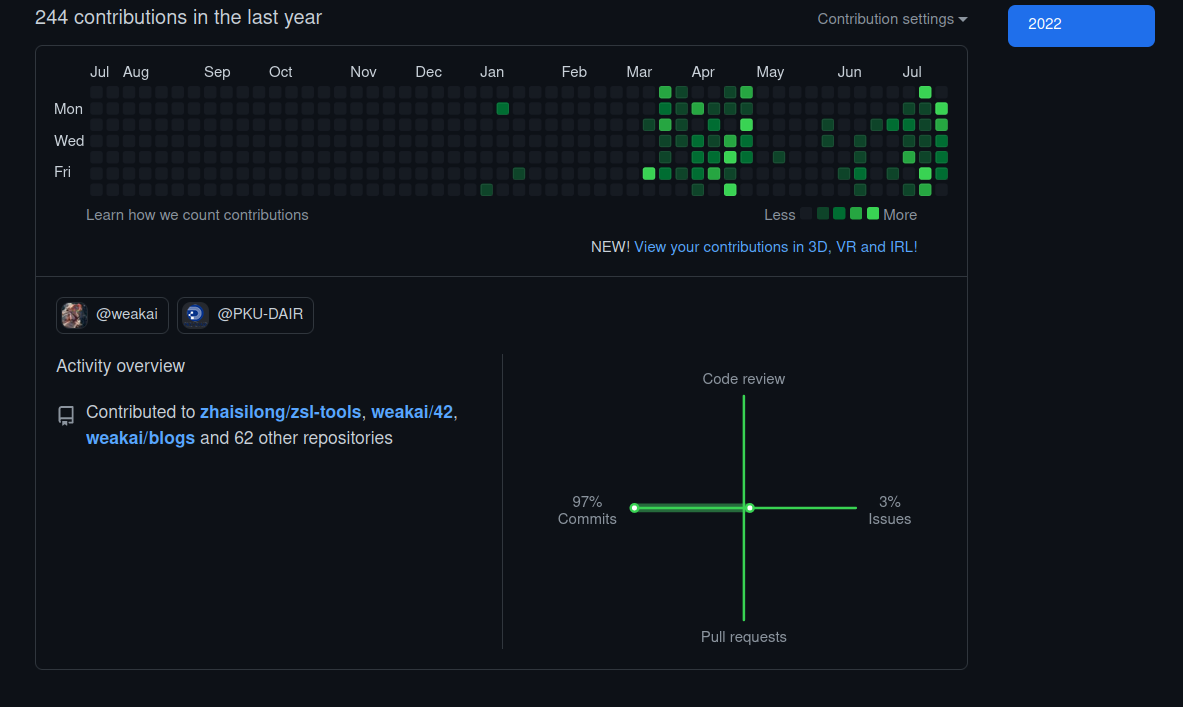 244 contributions in the last year
Contribution settings
2022
Jul Aug Sep Oct Nov Dec Jan Feb Mar Apr May Jun Jul
Mon
Wed
Fri
Learn how we count contributions
Less More
NEW! View your contributions in 3D, VR and IRL!
@weakai @PKU-DAIR
Activity overview
Contributed to zhaisilong/zsl-tools, weakai/42,
weakai/blogs and 62 other repositories
Code review
97%
Commits
3%
Issues
Pull requests